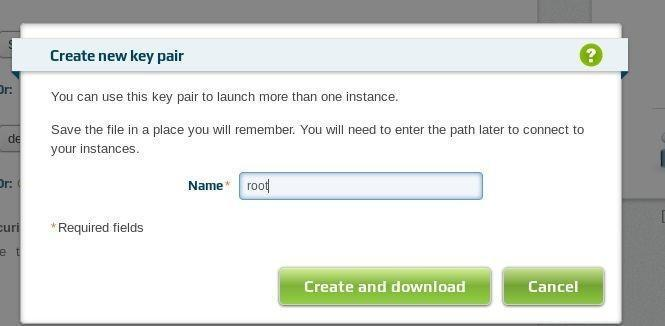 Create new key pair
?
You can use this key pair to launch more than one instance.
Save the file in a place you will remember. You will need to enter the path later to connect to
your instances.
Name* root
*Required fields
Create and download Cancel